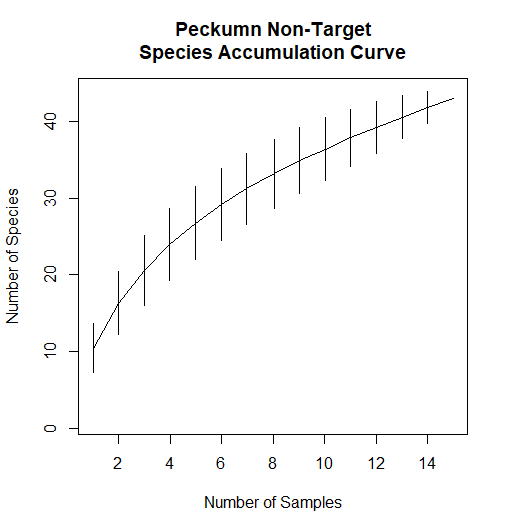 Peckumn Non-Target
Species Accumulation Curve
Number of Species
40
30
20
10
0
2 4 6 8 10 12 14
Number of Samples